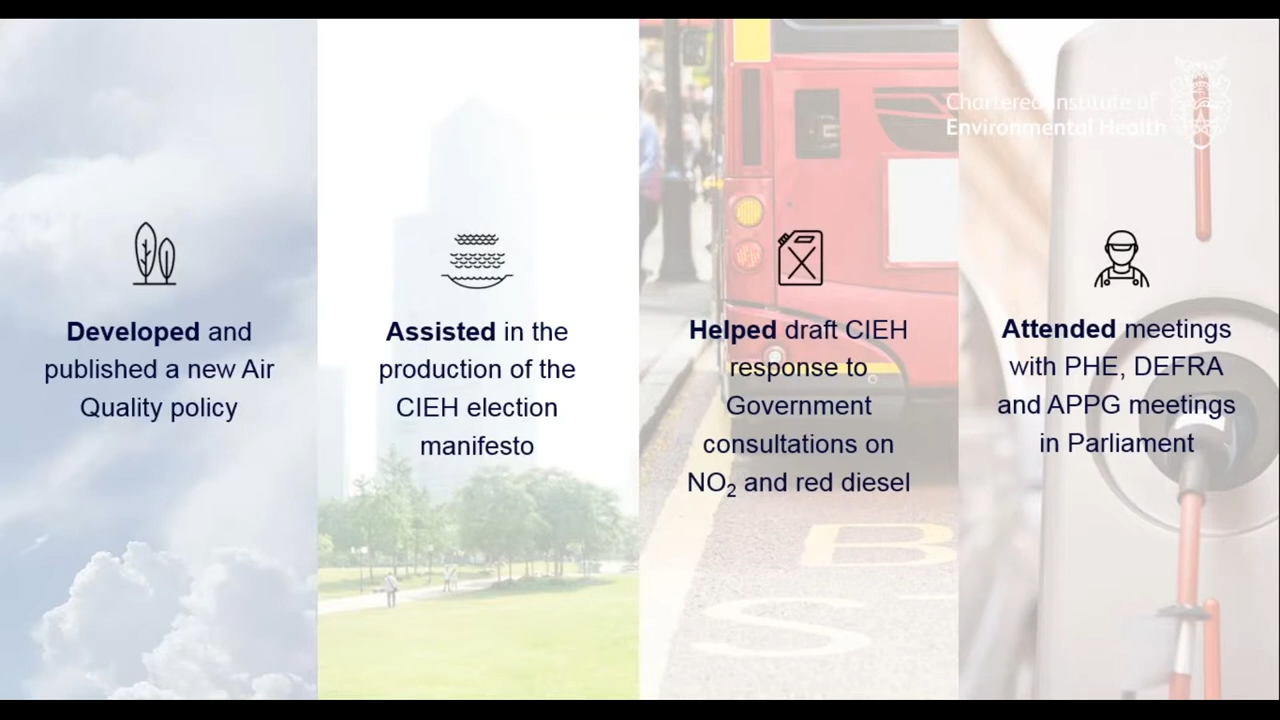 Chartered Institute of
Environmental Health
Developed and
published a new Air
Quality policy
Assisted in the
production of the
CIEH election
manifesto
Helped draft CIEH
response to
Government
consultations on
NO₂ and red diesel
Attended meetings
with PHE, DEFRA
and APPG meetings
in Parliament
B
S